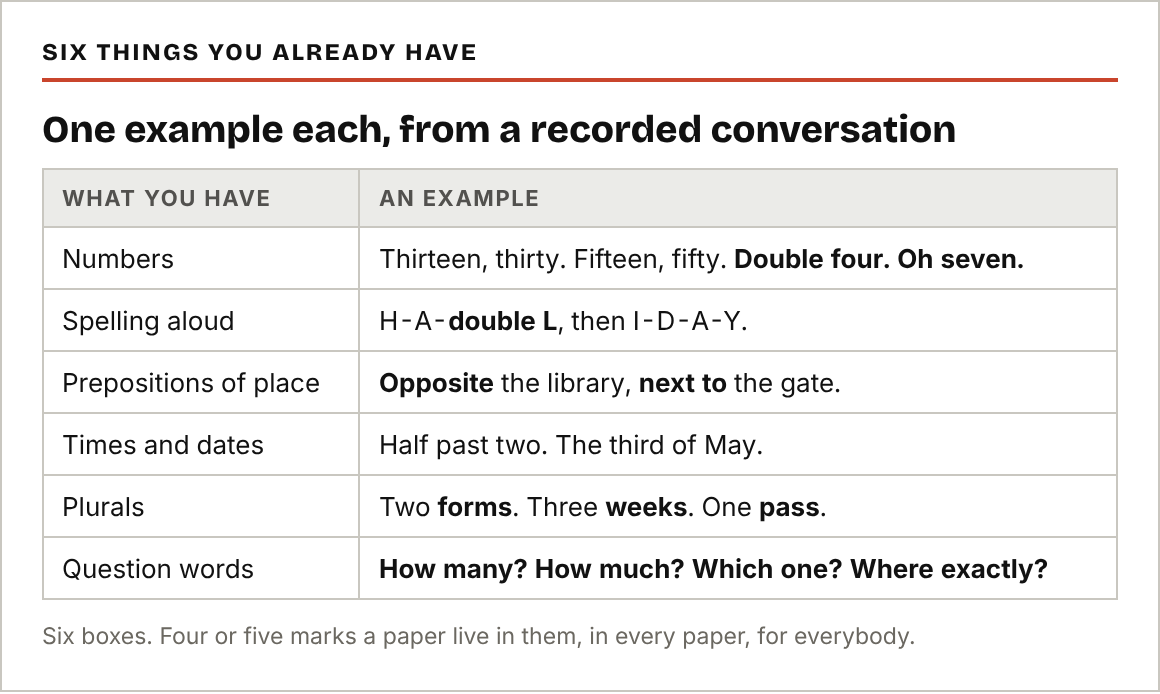 SIX THINGS YOU ALREADY HAVE
One example each, from a recorded conversation
WHAT YOU HAVE AN EXAMPLE
Numbers Thirteen, thirty. Fifteen, fifty. Double four. Oh seven.
Spelling aloud H-A-double L, then I-D-A-Y.
Prepositions of place Opposite the library, next to the gate.
Times and dates Half past two. The third of May.
Plurals Two forms. Three weeks. One pass.
Question words How many? How much? Which one? Where exactly?
Six boxes. Four or five marks a paper live in them, in every paper, for everybody.